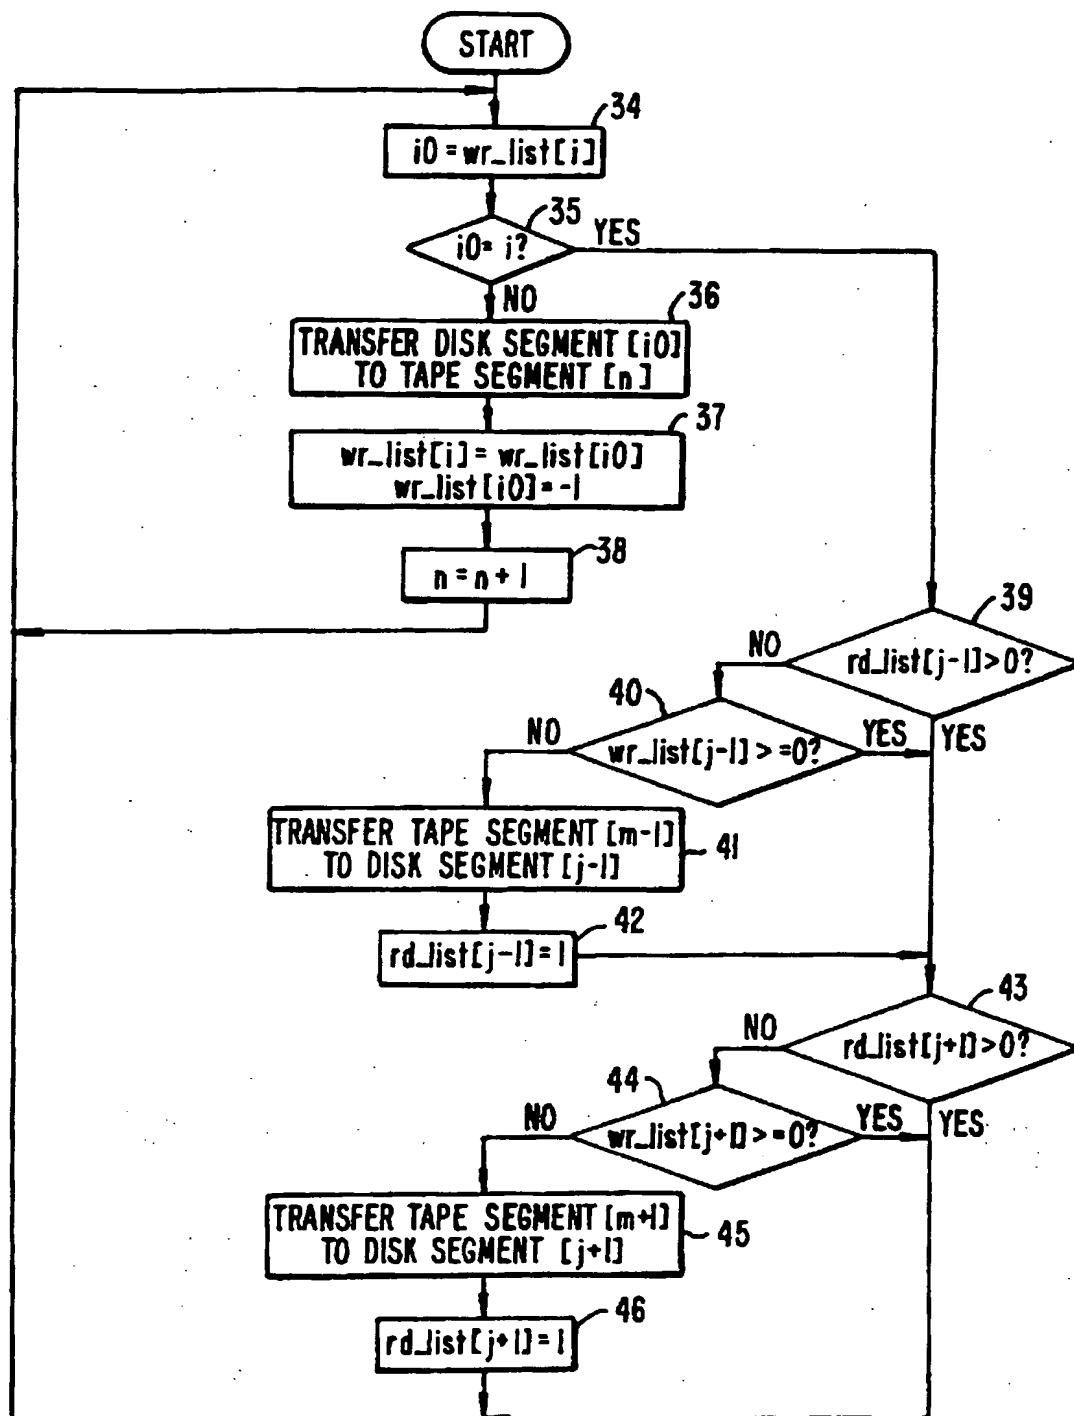 START
34
i0 = wr_list[i]
35
i0= i?
YES
NO
36
TRANSFER DISK SEGMENT [i0]
TO TAPE SEGMENT [n]
37
wr_list[i] = wr_list[i0]
wr_list[i0]=-1
38
n = n + 1
39
rd_list[j-1]>0?
NO
YES
40
wr_list[j-1] >=0?
NO
YES
TRANSFER TAPE SEGMENT [m-1]
TO DISK SEGMENT [j-1]
41
42
rd_list[j-1]=1
43
rd_list[j+1]>0?
NO
YES
44
wr_list[j+1]>=0?
NO
YES
TRANSFER TAPE SEGMENT [m+1]
TO DISK SEGMENT [j+1]
45
46
rd_list[j+1]=1